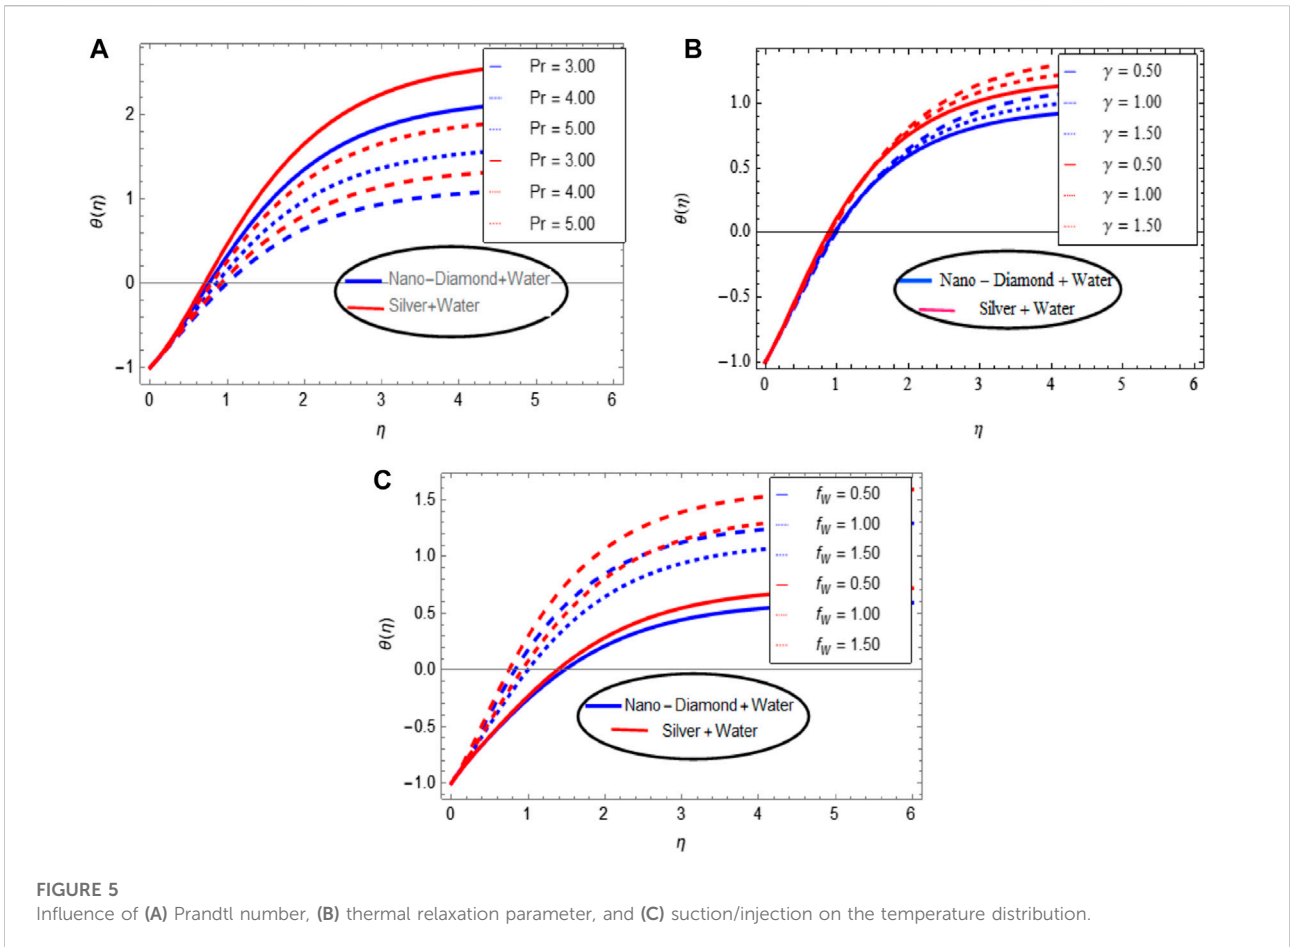 A
B
Pr = 3.00
Pr = 4.00
Pr = 5.00
Pr = 3.00
Pr = 4.00
Pr = 5.00
2
1
0
−1
θ(η)
Nano−Diamond+Water
Silver+Water
0 1 2 3 4 5 6
η
γ = 0.50
γ = 1.00
γ = 1.50
γ = 0.50
γ = 1.00
γ = 1.50
1.0
0.5
0.0
−0.5
−1.0
θ(η)
Nano − Diamond + Water
Silver + Water
0 1 2 3 4 5 6
η
C
f_W = 0.50
f_W = 1.00
f_W = 1.50
f_W = 0.50
f_W = 1.00
f_W = 1.50
1.5
1.0
0.5
0.0
−0.5
−1.0
θ(η)
Nano − Diamond + Water
Silver + Water
0 1 2 3 4 5 6
η
FIGURE 5
Influence of (A) Prandtl number, (B) thermal relaxation parameter, and (C) suction/injection on the temperature distribution.